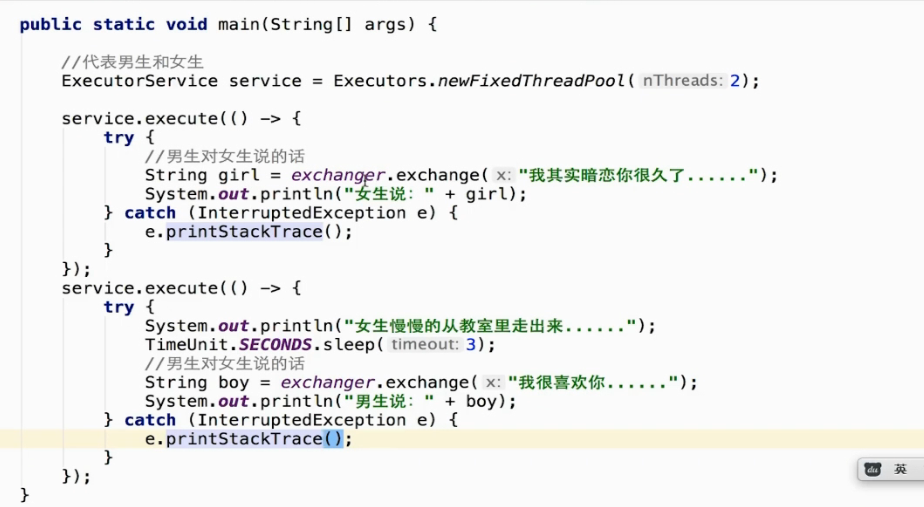 public static void main(String[] args) {
//代表男生和女生
ExecutorService service = Executors.newFixedThreadPool( nThreads: 2);
service.execute(() -> {
try {
//男生对女生说的话
String girl = exchanger.exchange( x: "我其实暗恋你很久了......");
System.out.println("女生说：" + girl);
} catch (InterruptedException e) {
e.printStackTrace();
}
});
service.execute(() -> {
try {
System.out.println("女生慢慢的从教室里走出来......");
TimeUnit.SECONDS.sleep( timeout: 3);
//男生对女生说的话
String boy = exchanger.exchange( x: "我很喜欢你......");
System.out.println("男生说：" + boy);
} catch (InterruptedException e) {
e.printStackTrace();
}
});
}
du 英